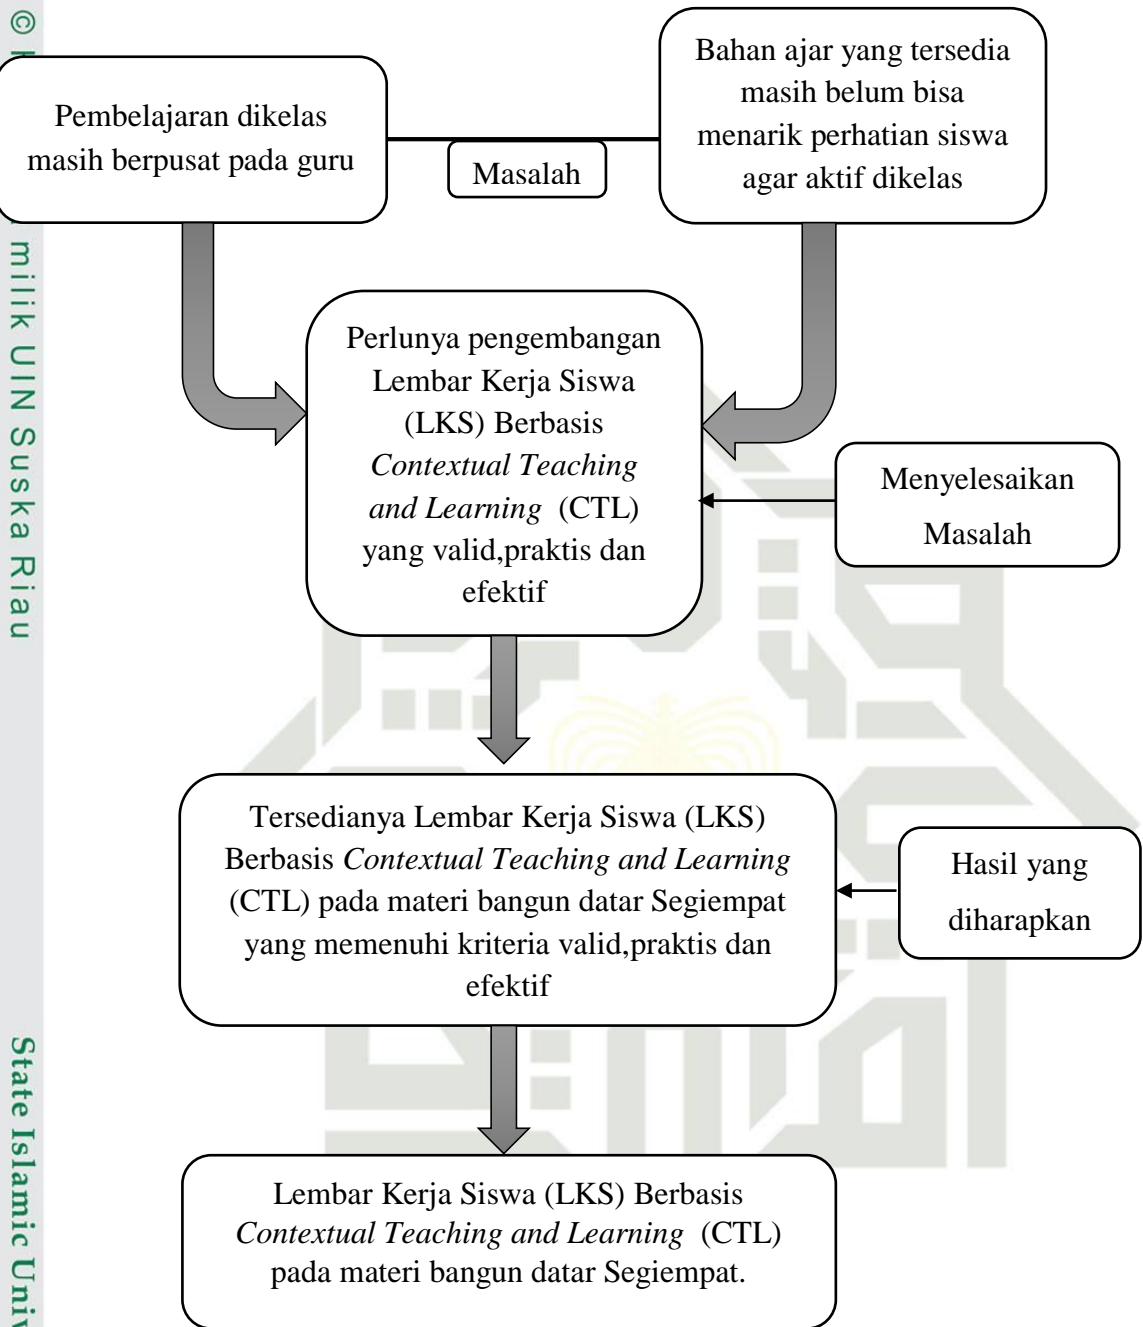 ©
milik UIN Suska Riau
State Islamic
Pembelajaran dikelas
masih berpusat pada guru
Masalah
Bahan ajar yang tersedia
masih belum bisa
menarik perhatian siswa
agar aktif dikelas
Perlunya pengembangan
Lembar Kerja Siswa
(LKS) Berbasis
Contextual Teaching
and Learning (CTL)
yang valid,praktis dan
efektif
Menyelesaikan
Masalah
Tersedianya Lembar Kerja Siswa (LKS)
Berbasis Contextual Teaching and Learning
(CTL) pada materi bangun datar Segiempat
yang memenuhi kriteria valid,praktis dan
efektif
Hasil yang
diharapkan
Lembar Kerja Siswa (LKS) Berbasis
Contextual Teaching and Learning (CTL)
pada materi bangun datar Segiempat.